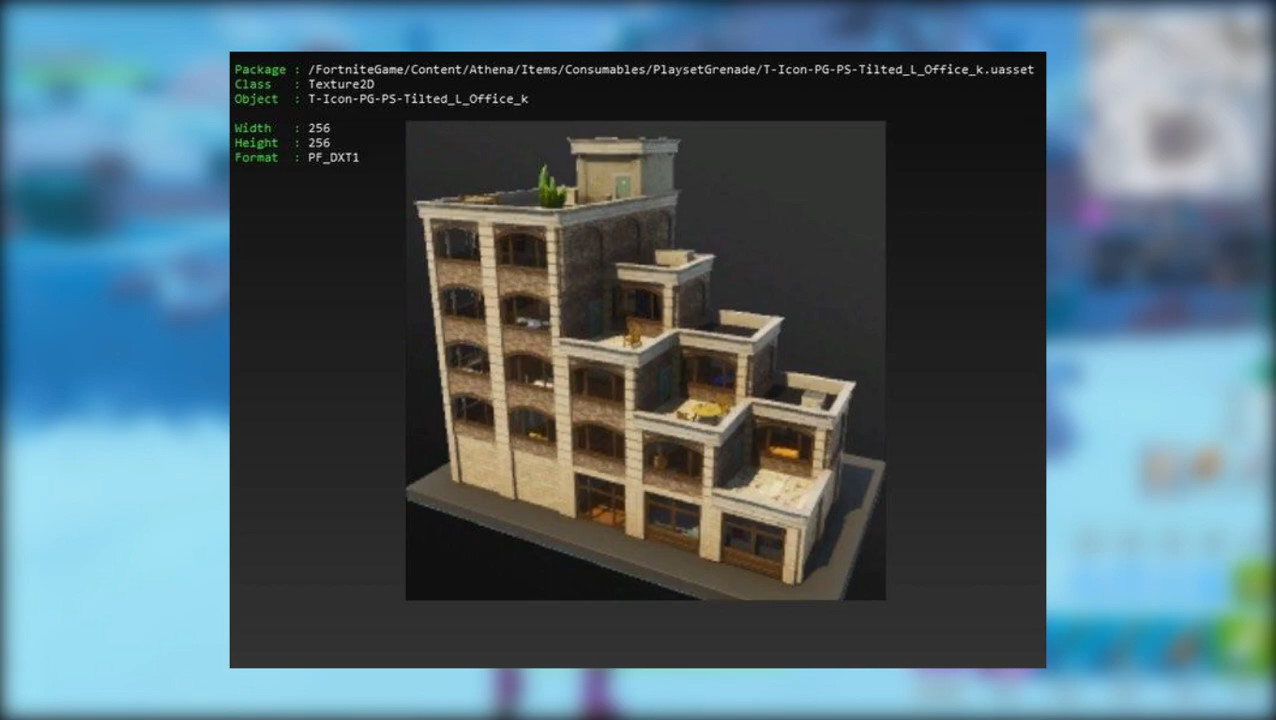 Package : /FortniteGame/Content/Athena/Items/Consumables/PlaysetGrenade/T-Icon-PG-PS-Tilted_L_Office_k.uasset
Class : Texture2D
Object : T-Icon-PG-PS-Tilted_L_Office_k
Width : 256
Height : 256
Format : PF_DXT1